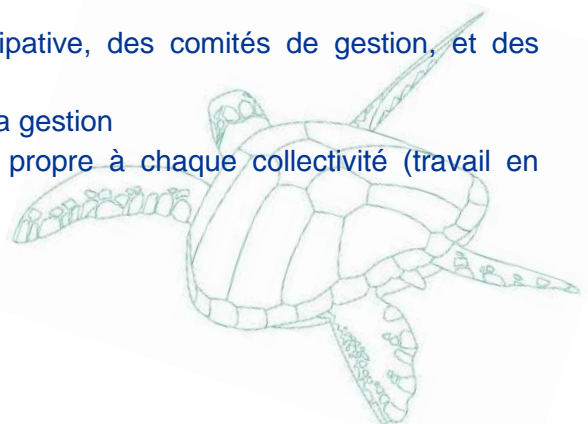 ipative, des comités de gestion, et des
a gestion
propre à chaque collectivité (travail en